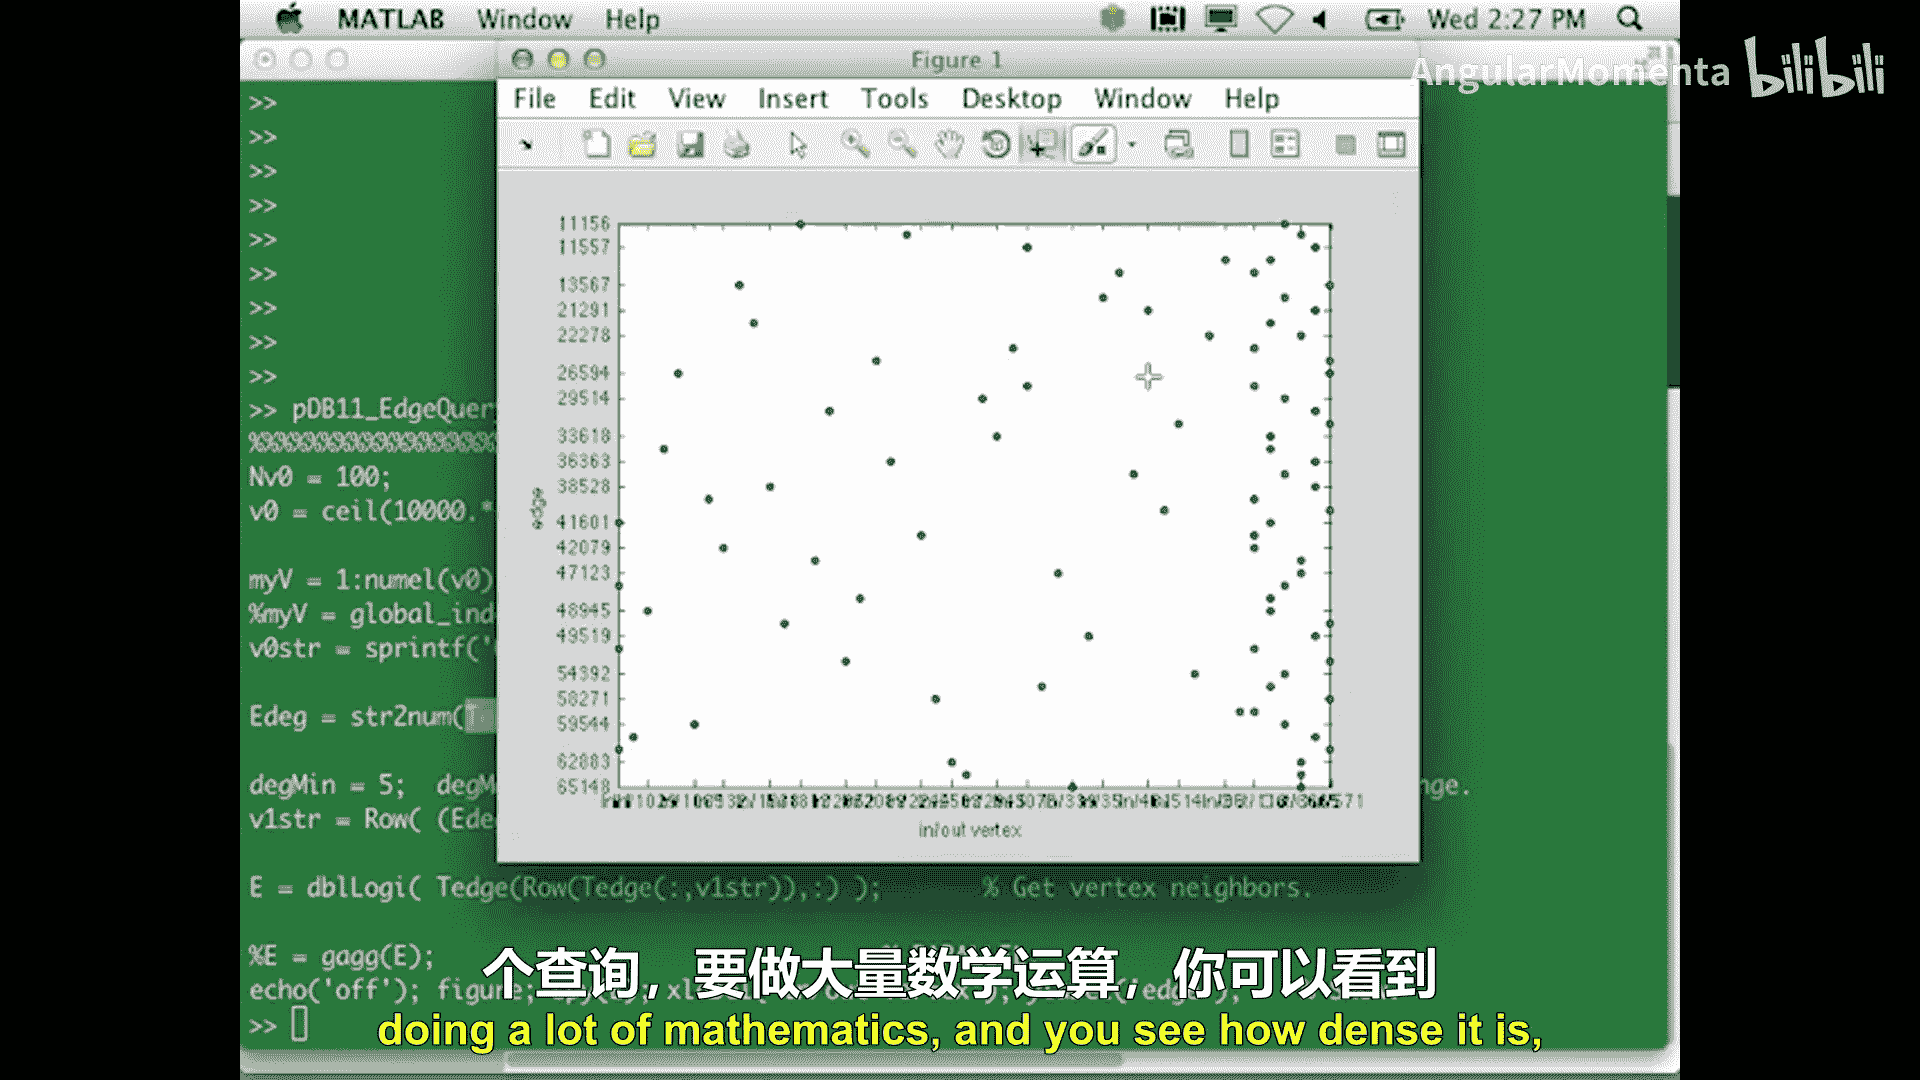 MATLAB Window Help
Wed 2:27 PM
Figure 1
AngularMomenta bilibili
File Edit View Insert Tools Desktop Window Help
>>
>>
>>
>>
>>
>>
>>
>>
>>
>> pDB11_EdgeQuer
Nv0 = 100;
v0 = ceil(10000.*
myV = 1:numel(v0)
%myV = global_ind
v0str = sprintf('
Edeg = str2num(
degMin = 5; degM
nge.
v1str = Row( (Ede
E = dblLogi( Tedge(Row(Tedge(:,v1str)),:) ); % Get vertex neighbors.
%E = gagg(E);
echo('off'); figure;
>>
11156
11557
13567
21291
22278
26594
29514
33618
36363
38528
41601
42079
47123
48945
49519
54392
58271
59544
62883
65148
edge
in/out vertex
个查询，要做大量数学运算，你可以看到
doing a lot of mathematics, and you see how dense it is,